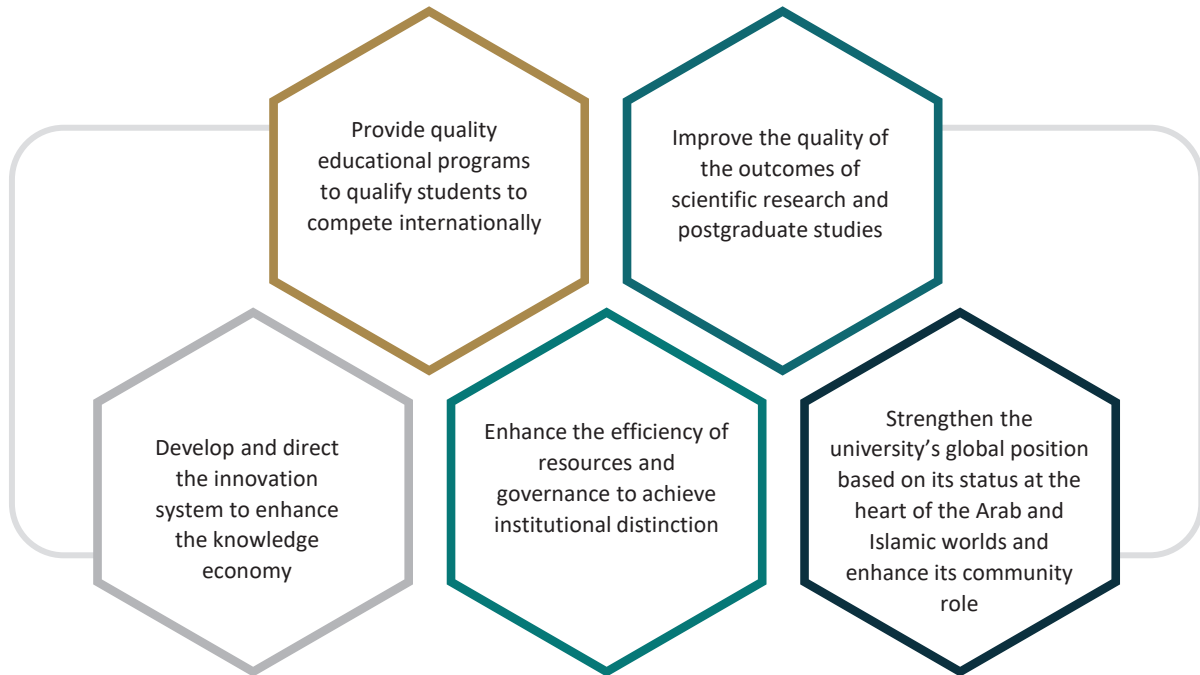 Provide quality
educational programs
to qualify students to
compete internationally
Improve the quality of
the outcomes of
scientific research and
postgraduate studies
Develop and direct
the innovation
system to enhance
the knowledge
economy
Enhance the efficiency of
resources and
governance to achieve
institutional distinction
Strengthen the
university’s global position
based on its status at the
heart of the Arab and
Islamic worlds and
enhance its community
role